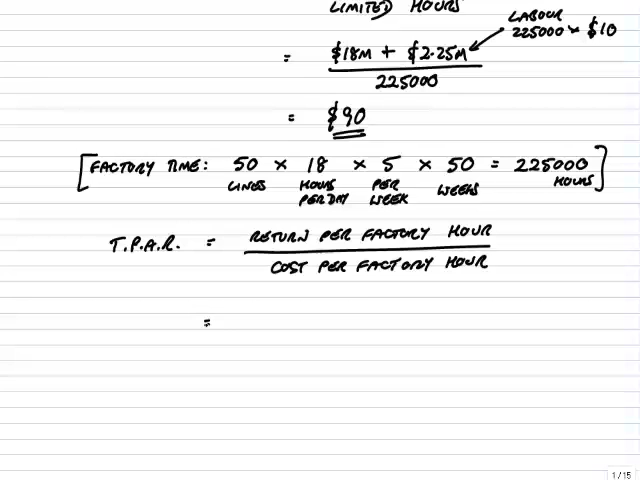 LIMITED HOURS
LABOUR
225000 × $10
= $18M + $2.25M
225000
= $90
[FACTORY TIME: 50 × 18 × 5 × 50 = 225000]
LINES HOURS PER DAY PER WEEK WEEKS HOURS
T.P.A.R. = RETURN PER FACTORY HOUR
COST PER FACTORY HOUR
=
1/15